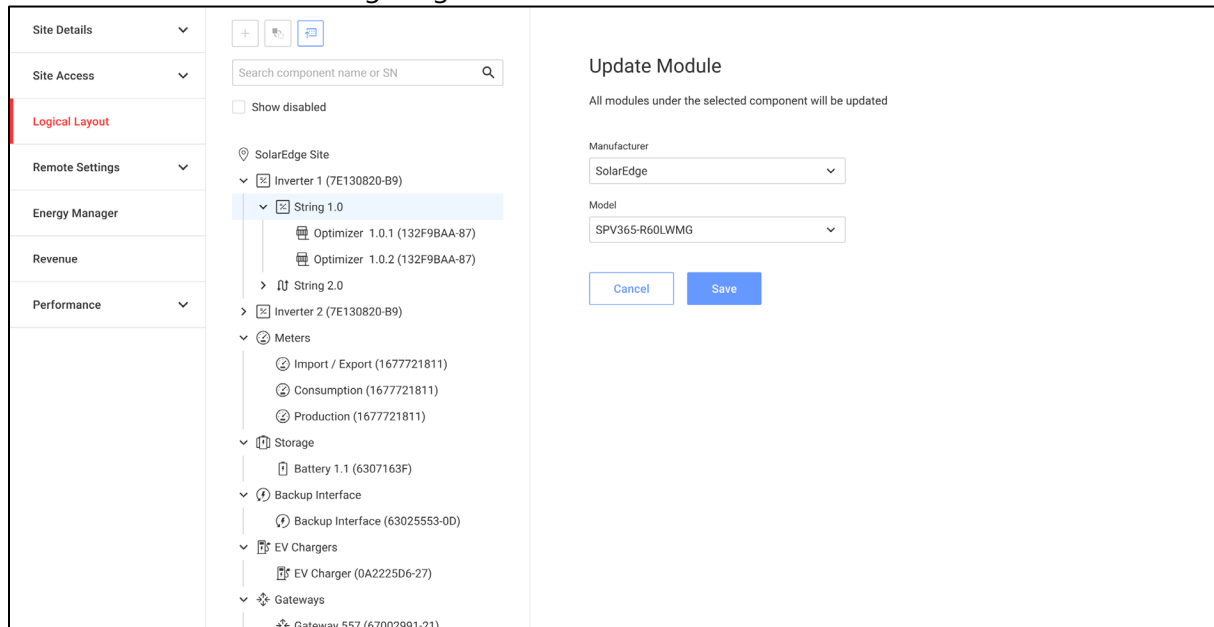 Site Details
Site Access
Logical Layout
Remote Settings
Energy Manager
Revenue
Performance
Search component name or SN
Show disabled
SolarEdge Site
Inverter 1 (7E130820-B9)
String 1.0
Optimizer 1.0.1 (132F9BAA-87)
Optimizer 1.0.2 (132F9BAA-87)
String 2.0
Inverter 2 (7E130820-B9)
Meters
Import / Export (1677721811)
Consumption (1677721811)
Production (1677721811)
Storage
Battery 1.1 (6307163F)
Backup Interface
Backup Interface (63025553-0D)
EV Chargers
EV Charger (0A2225D6-27)
Gateways
Gateway 557 (67002991-21)
Update Module
All modules under the selected component will be updated
Manufacturer
SolarEdge
Model
SPV365-R60LWMG
Cancel Save